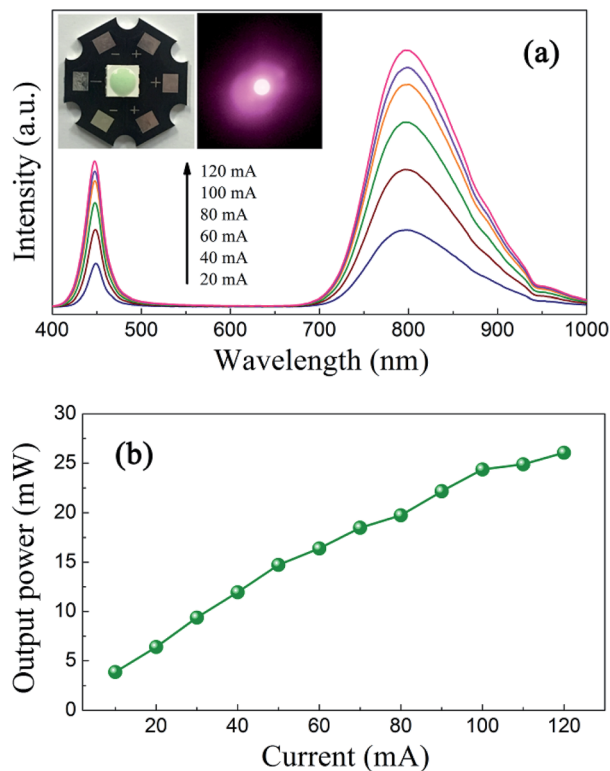 (a)
120 mA
100 mA
80 mA
60 mA
40 mA
20 mA
Intensity (a.u.)
400 500 600 700 800 900 1000
Wavelength (nm)
(b)
30
25
20
15
10
5
0
Output power (mW)
20 40 60 80 100 120
Current (mA)